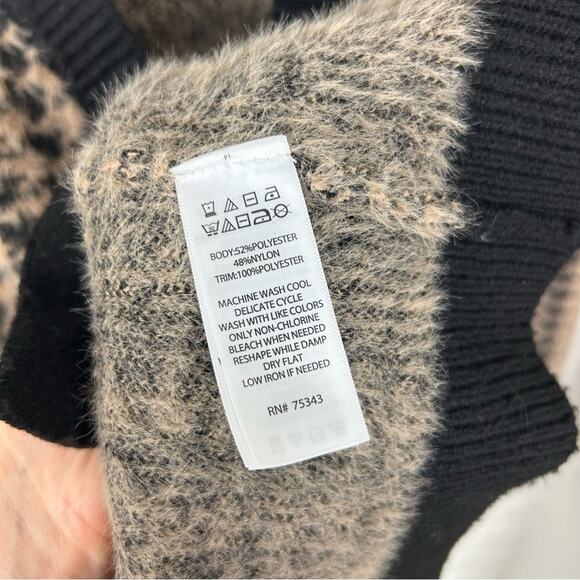 BODY:52%POLYESTER
48%NYLON
TRIM:100%POLYESTER
MACHINE WASH COOL
DELICATE CYCLE
WASH WITH LIKE COLORS
ONLY NON-CHLORINE
BLEACH WHEN NEEDED
RESHAPE WHILE DAMP
DRY FLAT
LOW IRON IF NEEDED
RN# 75343